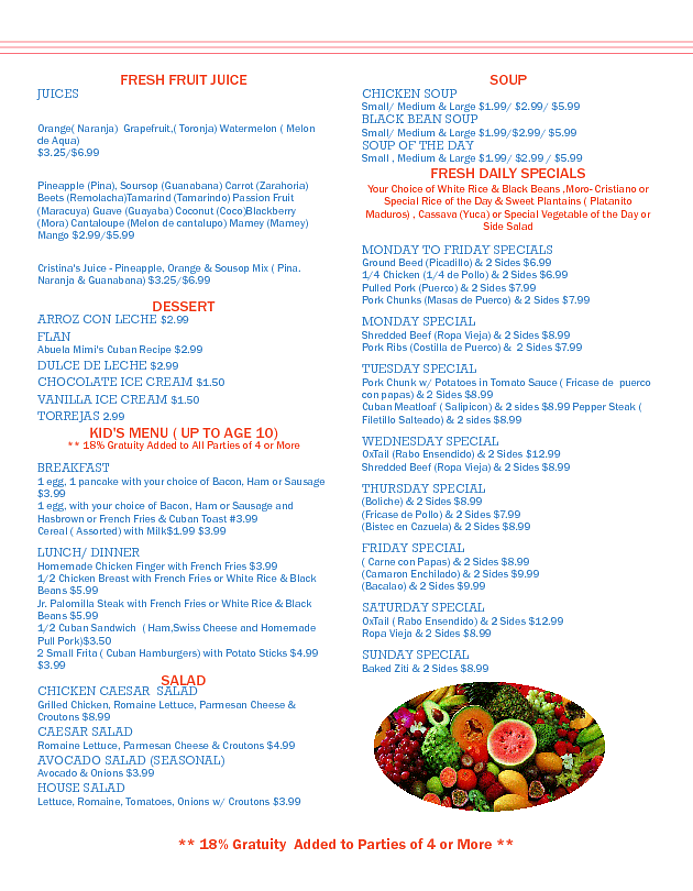 FRESH FRUIT JUICE
JUICES
Orange( Naranja)  Grapefruit,( Toronja) Watermelon ( Melon
de Aqua)
$3.25/$6.99
Pineapple (Pina), Soursop (Guanabana) Carrot (Zarahoria)
Beets (Remolacha)Tamarind (Tamarindo) Passion Fruit
(Maracuya) Guave (Guayaba) Coconut (Coco)Blackberry
(Mora) Cantaloupe (Melon de cantalupo) Mamey (Mamey)
Mango $2.99/$5.99
Cristina's Juice - Pineapple, Orange & Sousop Mix ( Pina.
Naranja & Guanabana) $3.25/$6.99
DESSERT
ARROZ CON LECHE $2.99
FLAN
Abuela Mimi's Cuban Recipe $2.99
DULCE DE LECHE $2.99
CHOCOLATE ICE CREAM $1.50
VANILLA ICE CREAM $1.50
TORREJAS 2.99
KID'S MENU ( UP TO AGE 10)
** 18% Gratuity Added to All Parties of 4 or More
BREAKFAST
1 egg, 1 pancake with your choice of Bacon, Ham or Sausage
$3.99
1 egg, with your choice of Bacon, Ham or Sausage and
Hasbrown or French Fries & Cuban Toast #3.99
Cereal ( Assorted) with Milk$1.99 $3.99
LUNCH/ DINNER
Homemade Chicken Finger with French Fries $3.99
1/2 Chicken Breast with French Fries or White Rice & Black
Beans $5.99
Jr. Palomilla Steak with French Fries or White Rice & Black
Beans $5.99
1/2 Cuban Sandwich  ( Ham,Swiss Cheese and Homemade
Pull Pork)$3.50
2 Small Frita ( Cuban Hamburgers) with Potato Sticks $4.99
$3.99
SALAD
CHICKEN CAESAR  SALAD
Grilled Chicken, Romaine Lettuce, Parmesan Cheese &
Croutons $8.99
CAESAR SALAD
Romaine Lettuce, Parmesan Cheese & Croutons $4.99
AVOCADO SALAD (SEASONAL)
Avocado & Onions $3.99
HOUSE SALAD
Lettuce, Romaine, Tomatoes, Onions w/ Croutons $3.99
SOUP
CHICKEN SOUP
Small/ Medium & Large $1.99/ $2.99/ $5.99
BLACK BEAN SOUP
Small/ Medium & Large $1.99/$2.99/ $5.99
SOUP OF THE DAY
Small , Medium & Large $1.99/ $2.99 / $5.99
FRESH DAILY SPECIALS
Your Choice of White Rice & Black Beans ,Moro- Cristiano or
Special Rice of the Day & Sweet Plantains ( Platanito
Maduros) , Cassava (Yuca) or Special Vegetable of the Day or
Side Salad
MONDAY TO FRIDAY SPECIALS
Ground Beed (Picadillo) & 2 Sides $6.99
1/4 Chicken (1/4 de Pollo) & 2 Sides $6.99
Pulled Pork (Puerco) & 2 Sides $7.99
Pork Chunks (Masas de Puerco) & 2 Sides $7.99
MONDAY SPECIAL
Shredded Beef (Ropa Vieja) & 2 Sides $8.99
Pork Ribs (Costilla de Puerco) &  2 Sides $7.99
TUESDAY SPECIAL
Pork Chunk w/ Potatoes in Tomato Sauce ( Fricase de  puerco
con papas) & 2 Sides $8.99
Cuban Meatloaf ( Salipicon) & 2 sides $8.99 Pepper Steak (
Filetillo Salteado) & 2 sides $8.99
WEDNESDAY SPECIAL
OxTail (Rabo Ensendido) & 2 Sides $12.99
Shredded Beef (Ropa Vieja) & 2 Sides $8.99
THURSDAY SPECIAL
(Boliche) & 2 Sides $8.99
(Fricase de Pollo) & 2 Sides $7.99
(Bistec en Cazuela) & 2 Sides $8.99
FRIDAY SPECIAL
( Carne con Papas) & 2 Sides $8.99
(Camaron Enchilado) & 2 Sides $9.99
(Bacalao) & 2 Sides $9.99
SATURDAY SPECIAL
OxTail ( Rabo Ensendido) & 2 Sides $12.99
Ropa Vieja & 2 Sides $8.99
SUNDAY SPECIAL
Baked Ziti & 2 Sides $8.99
** 18% Gratuity  Added to Parties of 4 or More **